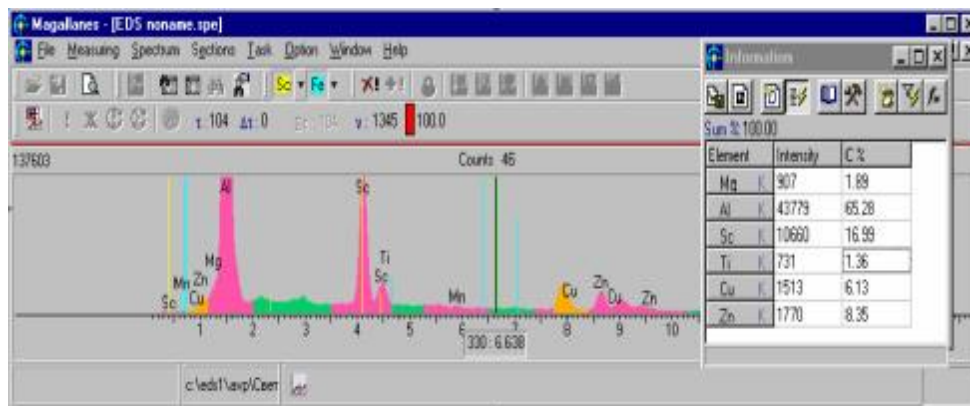 Magallanes - [EDS noname.spe]
File Measuring Spectrum Sections Task Option Window Help
Sc Fe
τ: 104 Δτ: 0 v: 1345 100.0
137603 Counts 46
Al Sc
Mg Ti
Mn Zn Sc Zn
Sc Cu Mn Cu Cu Zn
1 2 3 4 5 6 7 8 9 10
330 : 6.638
Information
Sum %: 100.00
Element Intensity C %
Mg K 907 1.89
Al K 43779 65.28
Sc K 10660 16.99
Ti K 731 1.36
Cu K 1513 6.13
Zn K 1770 8.35